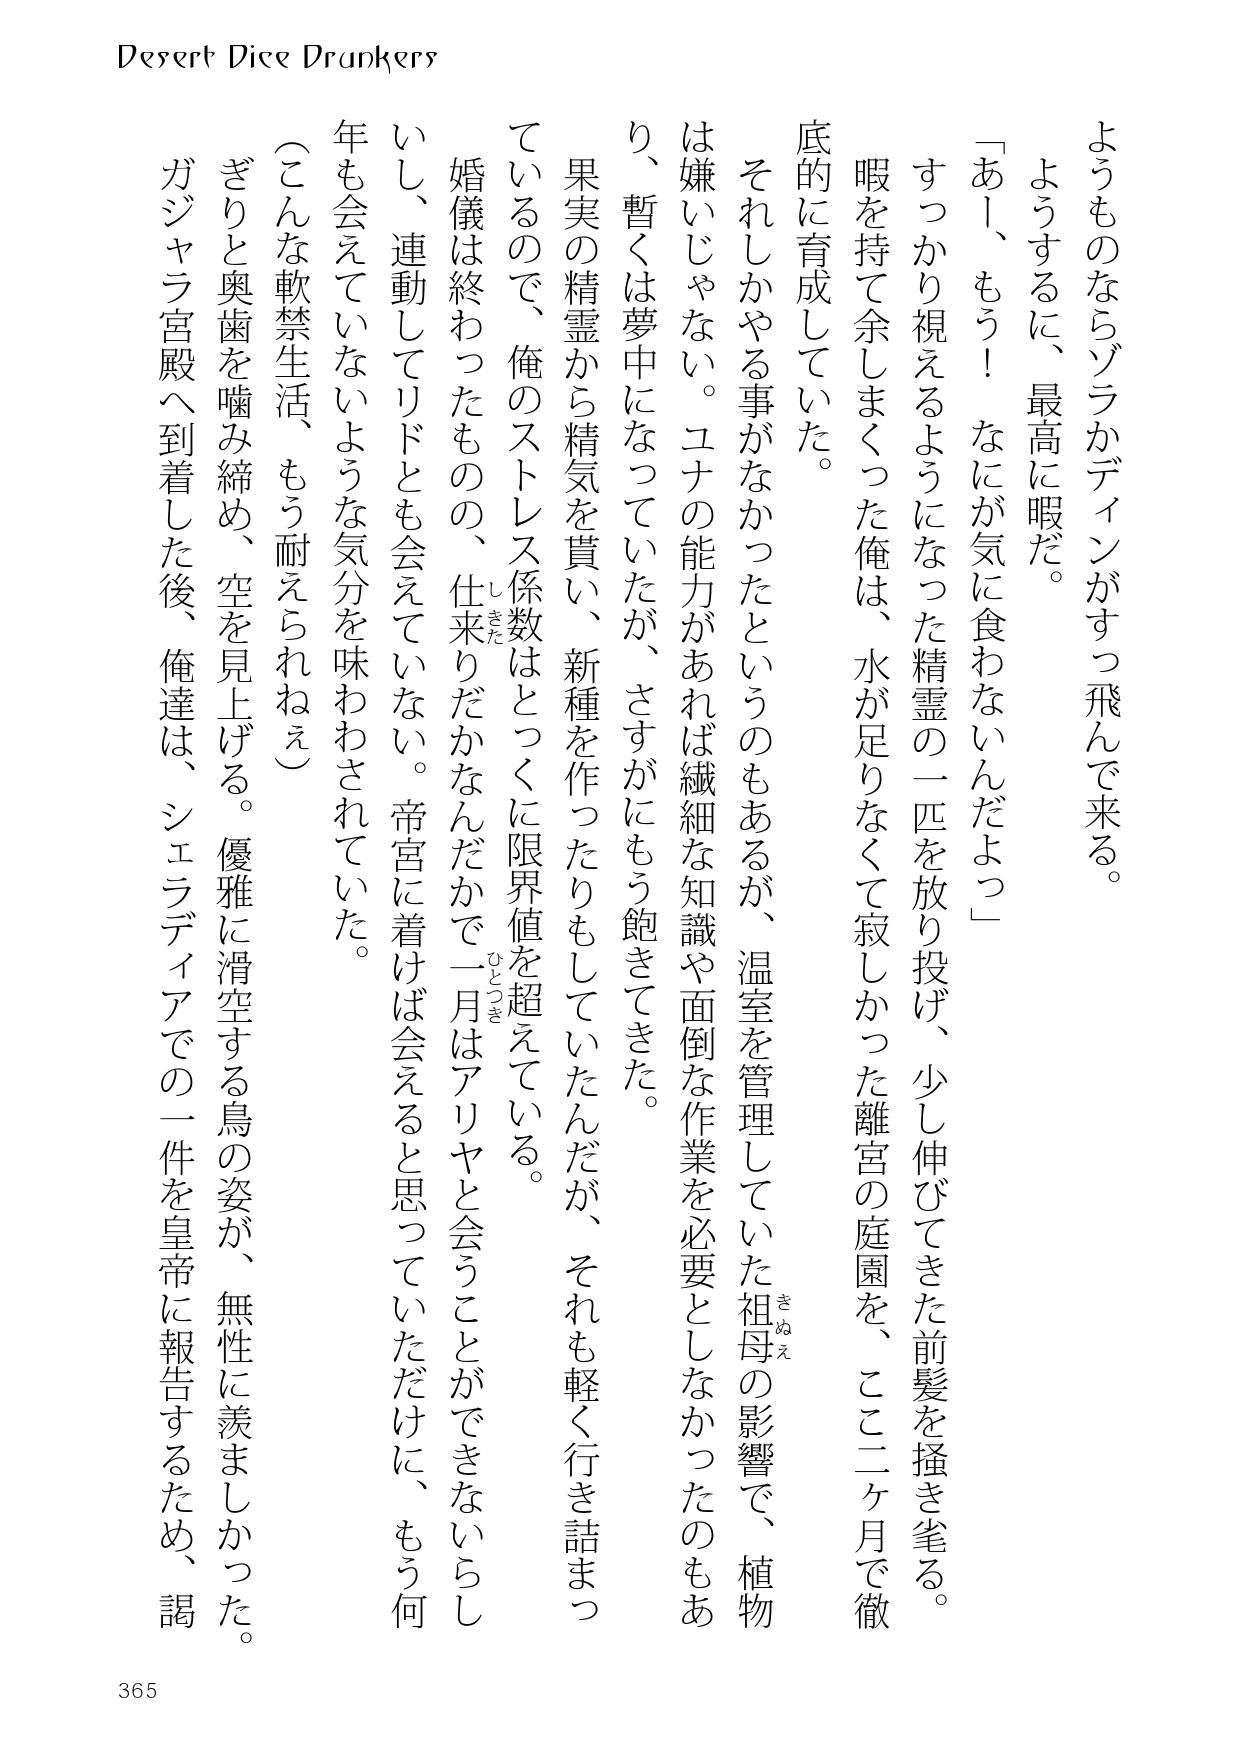 Desert Dice Drunkers
ようものならゾラかディンがすっ飛んで来る。
ようするに、最高に暇だ。
「あー、もう！　なにが気に食わないんだよっ」
すっかり視えるようになった精霊の一匹を放り投げ、少し伸びてきた前髪を掻き毟る。
暇を持て余しまくった俺は、水が足りなくて寂しかった離宮の庭園を、ここ二ヶ月で徹
底的に育成していた。
それしかやる事がなかったというのもあるが、温室を管理していた祖母の影響で、植物
きぬえ
は嫌いじゃない。ユナの能力があれば繊細な知識や面倒な作業を必要としなかったのもあ
り、暫くは夢中になっていたが、さすがにもう飽きてきた。
果実の精霊から精気を貰い、新種を作ったりもしていたんだが、それも軽く行き詰まっ
ているので、俺のストレス係数はとっくに限界値を超えている。
婚儀は終わったものの、仕来りだかなんだかで一月はアリヤと会うことができないらし
しきた
ひとつき
いし、連動してリドとも会えていない。帝宮に着けば会えると思っていただけに、もう何
年も会えていないような気分を味わわされていた。
（こんな軟禁生活、もう耐えられねぇ）
ぎりと奥歯を噛み締め、空を見上げる。優雅に滑空する鳥の姿が、無性に羨ましかった。
ガジャラ宮殿へ到着した後、俺達は、シェラディアでの一件を皇帝に報告するため、謁
365